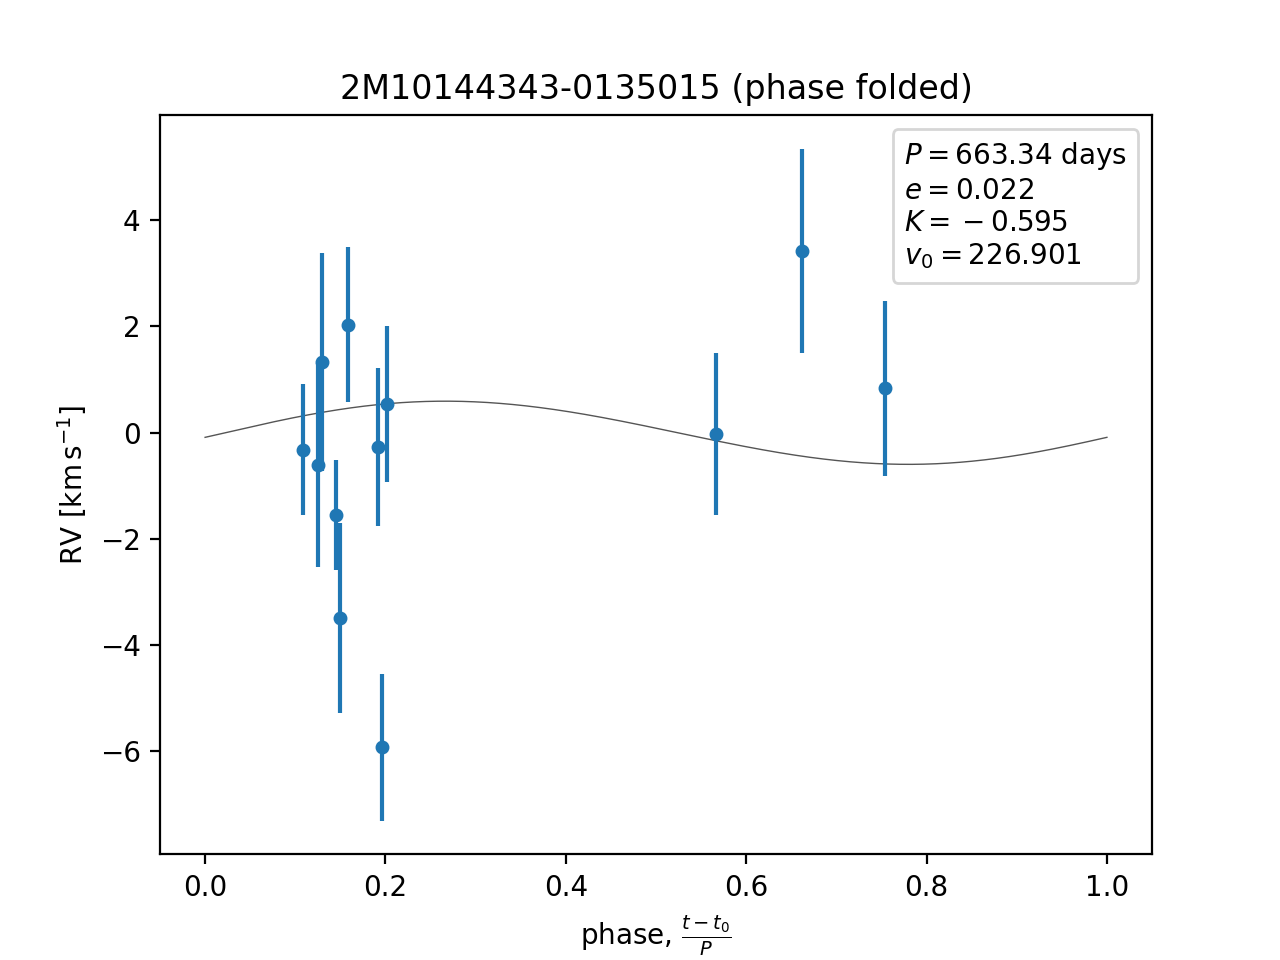 2M10144343-0135015 (phase folded)
P = 663.34 days
e = 0.022
K = −0.595
v₀ = 226.901
RV [km s⁻¹]
4
2
0
−2
−4
−6
0.0 0.2 0.4 0.6 0.8 1.0
phase, (t − t₀)/P